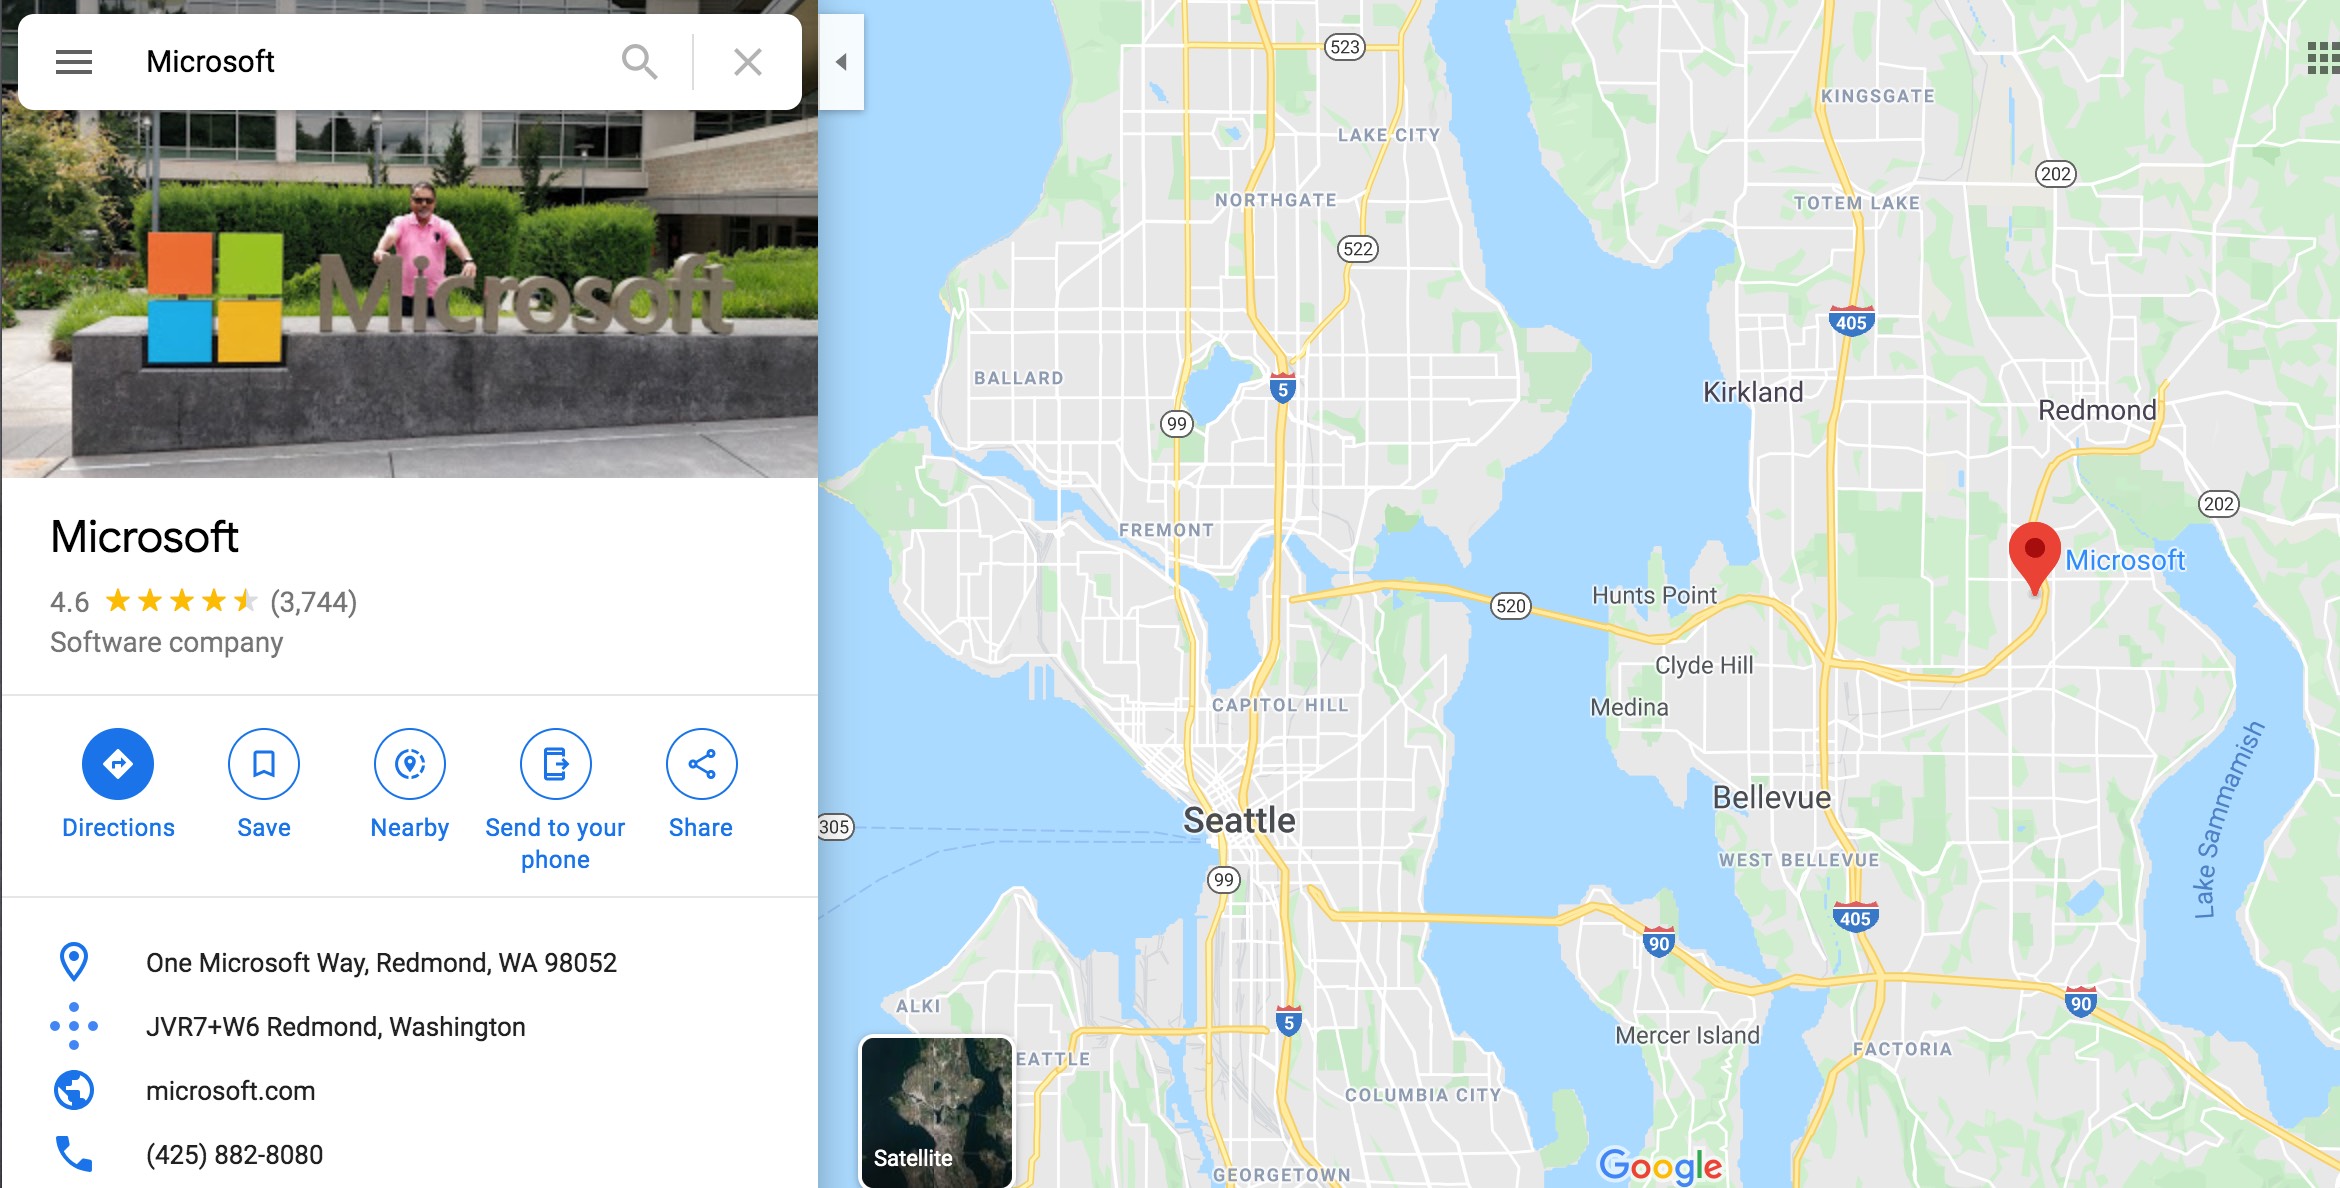 Microsoft
Microsoft
Microsoft
4.6 (3,744)
Software company
Directions
Save
Nearby
Send to your
phone
Share
One Microsoft Way, Redmond, WA 98052
JVR7+W6 Redmond, Washington
microsoft.com
(425) 882-8080
523
KINGSGATE
LAKE CITY
202
NORTHGATE
TOTEM LAKE
522
405
BALLARD
5
Kirkland
Redmond
99
202
FREMONT
Microsoft
Hunts Point
520
Clyde Hill
CAPITOL HILL
Medina
Lake Sammamish
Bellevue
Seattle
305
WEST BELLEVUE
99
405
90
ALKI
90
5
Mercer Island
FACTORIA
EATTLE
COLUMBIA CITY
Satellite
GEORGETOWN
Google